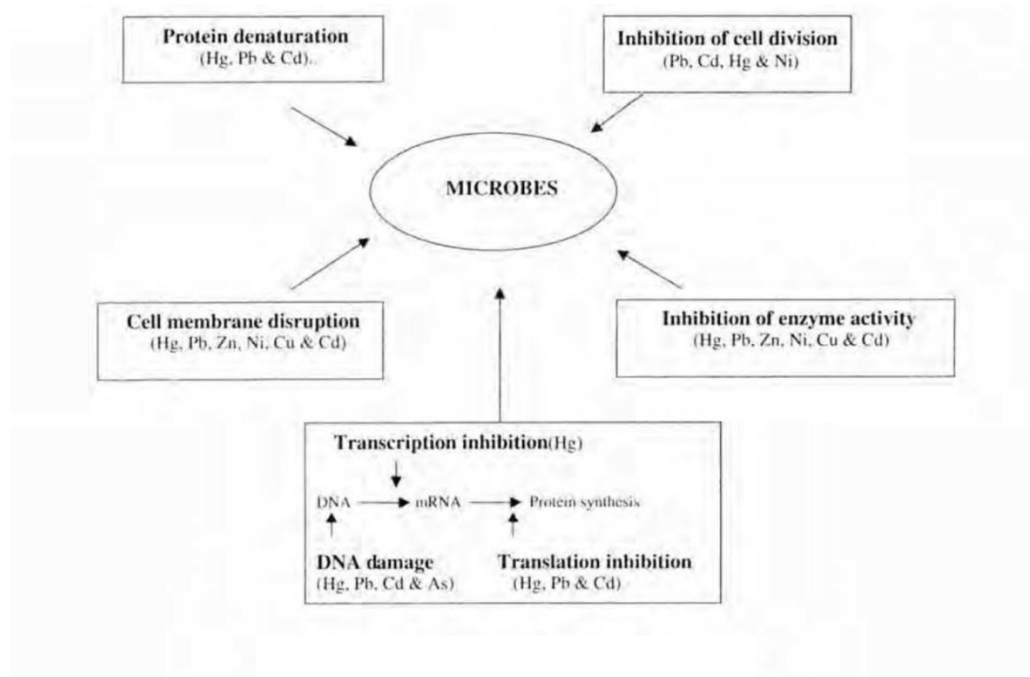 Protein denaturation
(Hg, Pb & Cd).
Inhibition of cell division
(Pb, Cd, Hg & Ni)
MICROBES
Cell membrane disruption
(Hg, Pb, Zn, Ni, Cu & Cd)
Inhibition of enzyme activity
(Hg, Pb, Zn, Ni, Cu & Cd)
Transcription inhibition(Hg)
DNA mRNA Protein synthesis
DNA damage
(Hg, Pb, Cd & As)
Translation inhibition
(Hg, Pb & Cd)